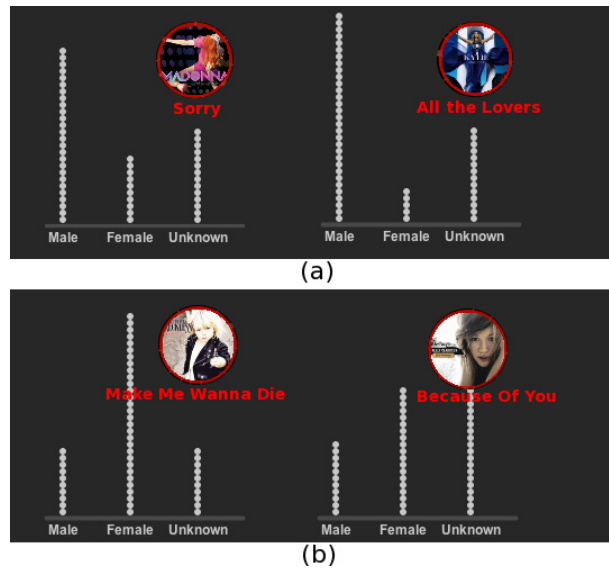 MADONNA
Sorry
KYLIE
All the Lovers
Male Female Unknown
Male Female Unknown
(a)
Make Me Wanna Die
Because Of You
Male Female Unknown
Male Female Unknown
(b)